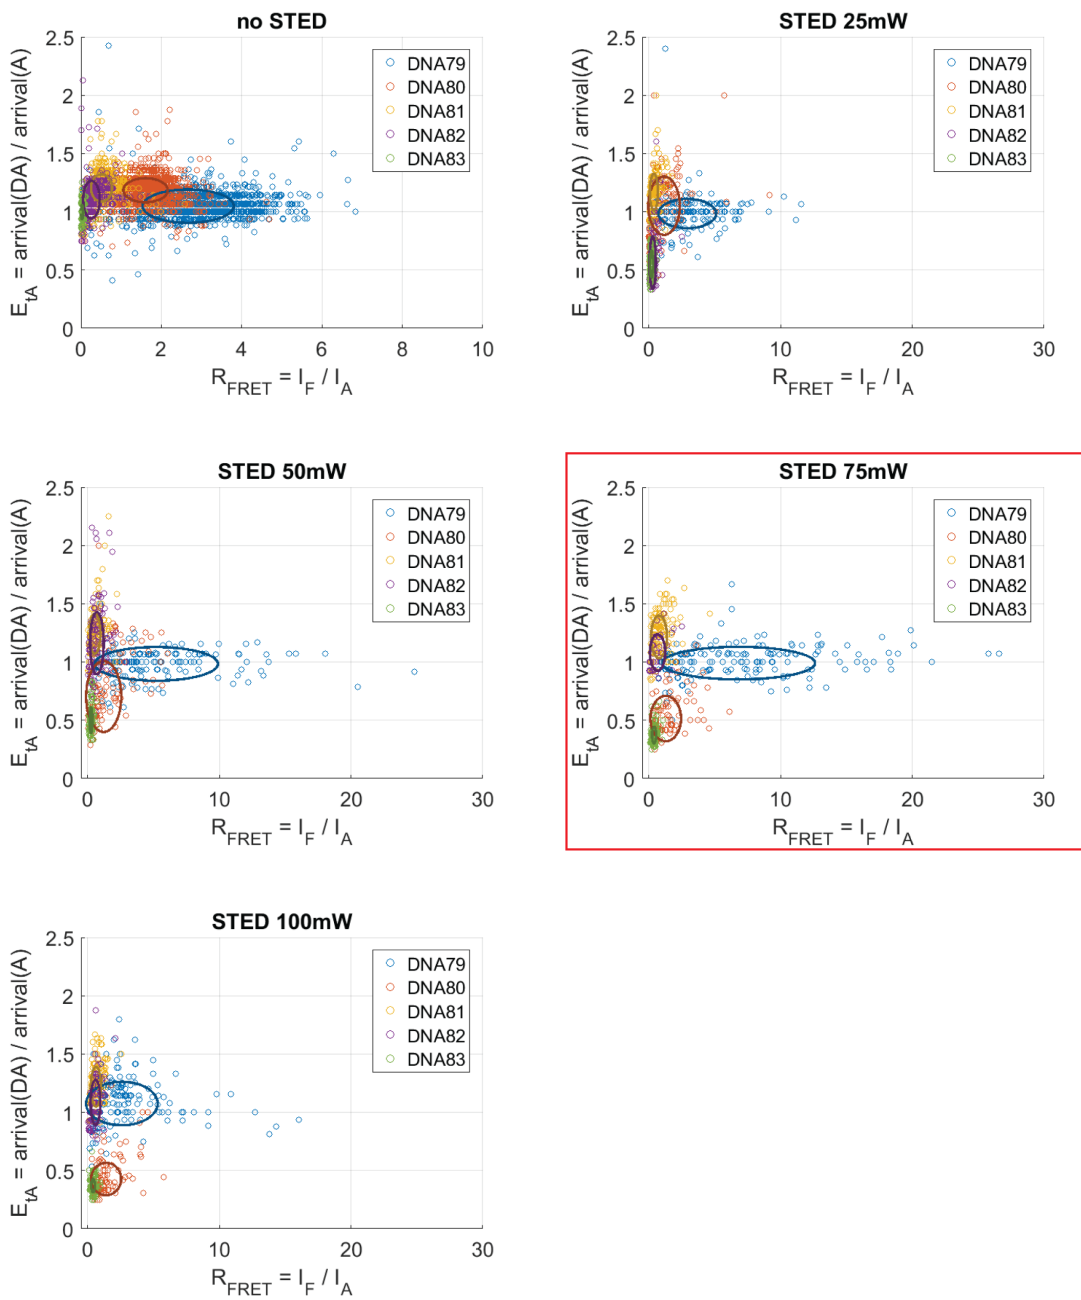 no STED
E_tA = arrival(DA) / arrival(A)
2.5
2
1.5
1
0.5
0
0 2 4 6 8 10
R_FRET = I_F / I_A
DNA79
DNA80
DNA81
DNA82
DNA83
STED 25mW
E_tA = arrival(DA) / arrival(A)
2.5
2
1.5
1
0.5
0
0 10 20 30
R_FRET = I_F / I_A
DNA79
DNA80
DNA81
DNA82
DNA83
STED 50mW
E_tA = arrival(DA) / arrival(A)
2.5
2
1.5
1
0.5
0
0 10 20 30
R_FRET = I_F / I_A
DNA79
DNA80
DNA81
DNA82
DNA83
STED 75mW
E_tA = arrival(DA) / arrival(A)
2.5
2
1.5
1
0.5
0
0 10 20 30
R_FRET = I_F / I_A
DNA79
DNA80
DNA81
DNA82
DNA83
STED 100mW
E_tA = arrival(DA) / arrival(A)
2.5
2
1.5
1
0.5
0
0 10 20 30
R_FRET = I_F / I_A
DNA79
DNA80
DNA81
DNA82
DNA83